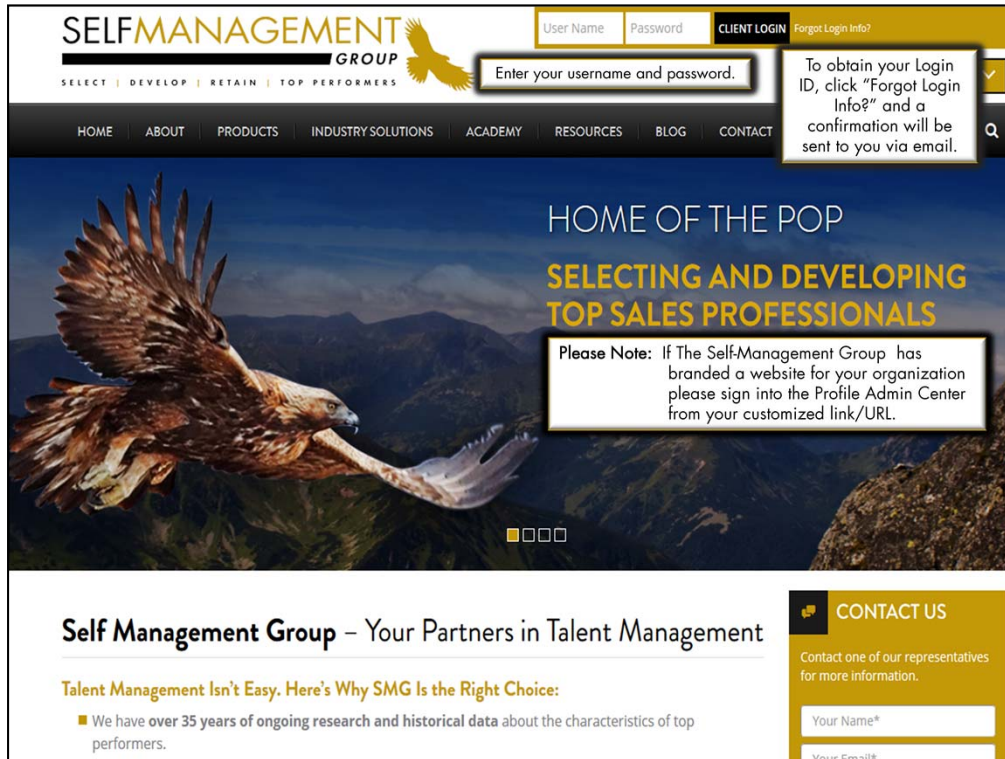 SELFMANAGEMENT
GROUP
SELECT | DEVELOP | RETAIN | TOP PERFORMERS
User Name
Password
CLIENT LOGIN
Forgot Login Info?
Enter your username and password.
To obtain your Login
ID, click “Forgot Login
Info?” and a
confirmation will be
sent to you via email.
HOME
ABOUT
PRODUCTS
INDUSTRY SOLUTIONS
ACADEMY
RESOURCES
BLOG
CONTACT
HOME OF THE POP
SELECTING AND DEVELOPING
TOP SALES PROFESSIONALS
Please Note: If The Self-Management Group has
branded a website for your organization
please sign into the Profile Admin Center
from your customized link/URL.
Self Management Group – Your Partners in Talent Management
Talent Management Isn’t Easy. Here’s Why SMG Is the Right Choice:
We have over 35 years of ongoing research and historical data about the characteristics of top
performers.
CONTACT US
Contact one of our representatives
for more information.
Your Name*
Your Email*